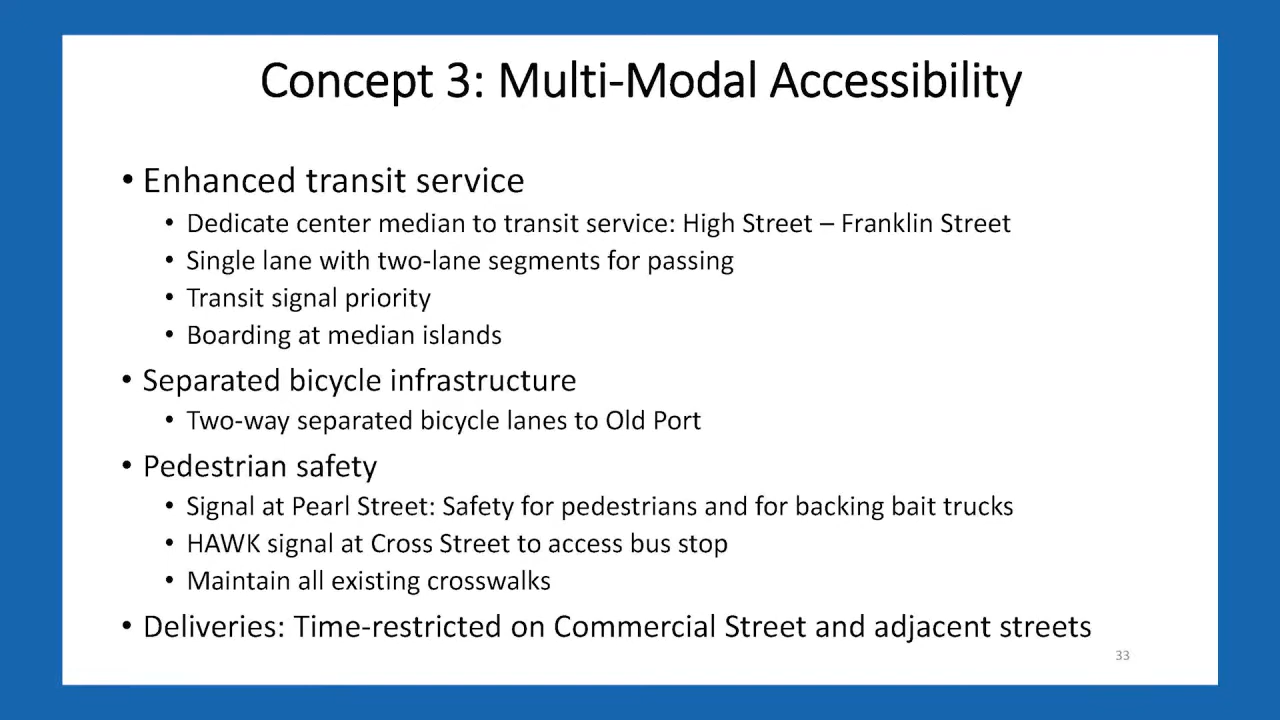 Concept 3: Multi-Modal Accessibility
• Enhanced transit service
• Dedicate center median to transit service: High Street – Franklin Street
• Single lane with two-lane segments for passing
• Transit signal priority
• Boarding at median islands
• Separated bicycle infrastructure
• Two-way separated bicycle lanes to Old Port
• Pedestrian safety
• Signal at Pearl Street: Safety for pedestrians and for backing bait trucks
• HAWK signal at Cross Street to access bus stop
• Maintain all existing crosswalks
• Deliveries: Time-restricted on Commercial Street and adjacent streets
33